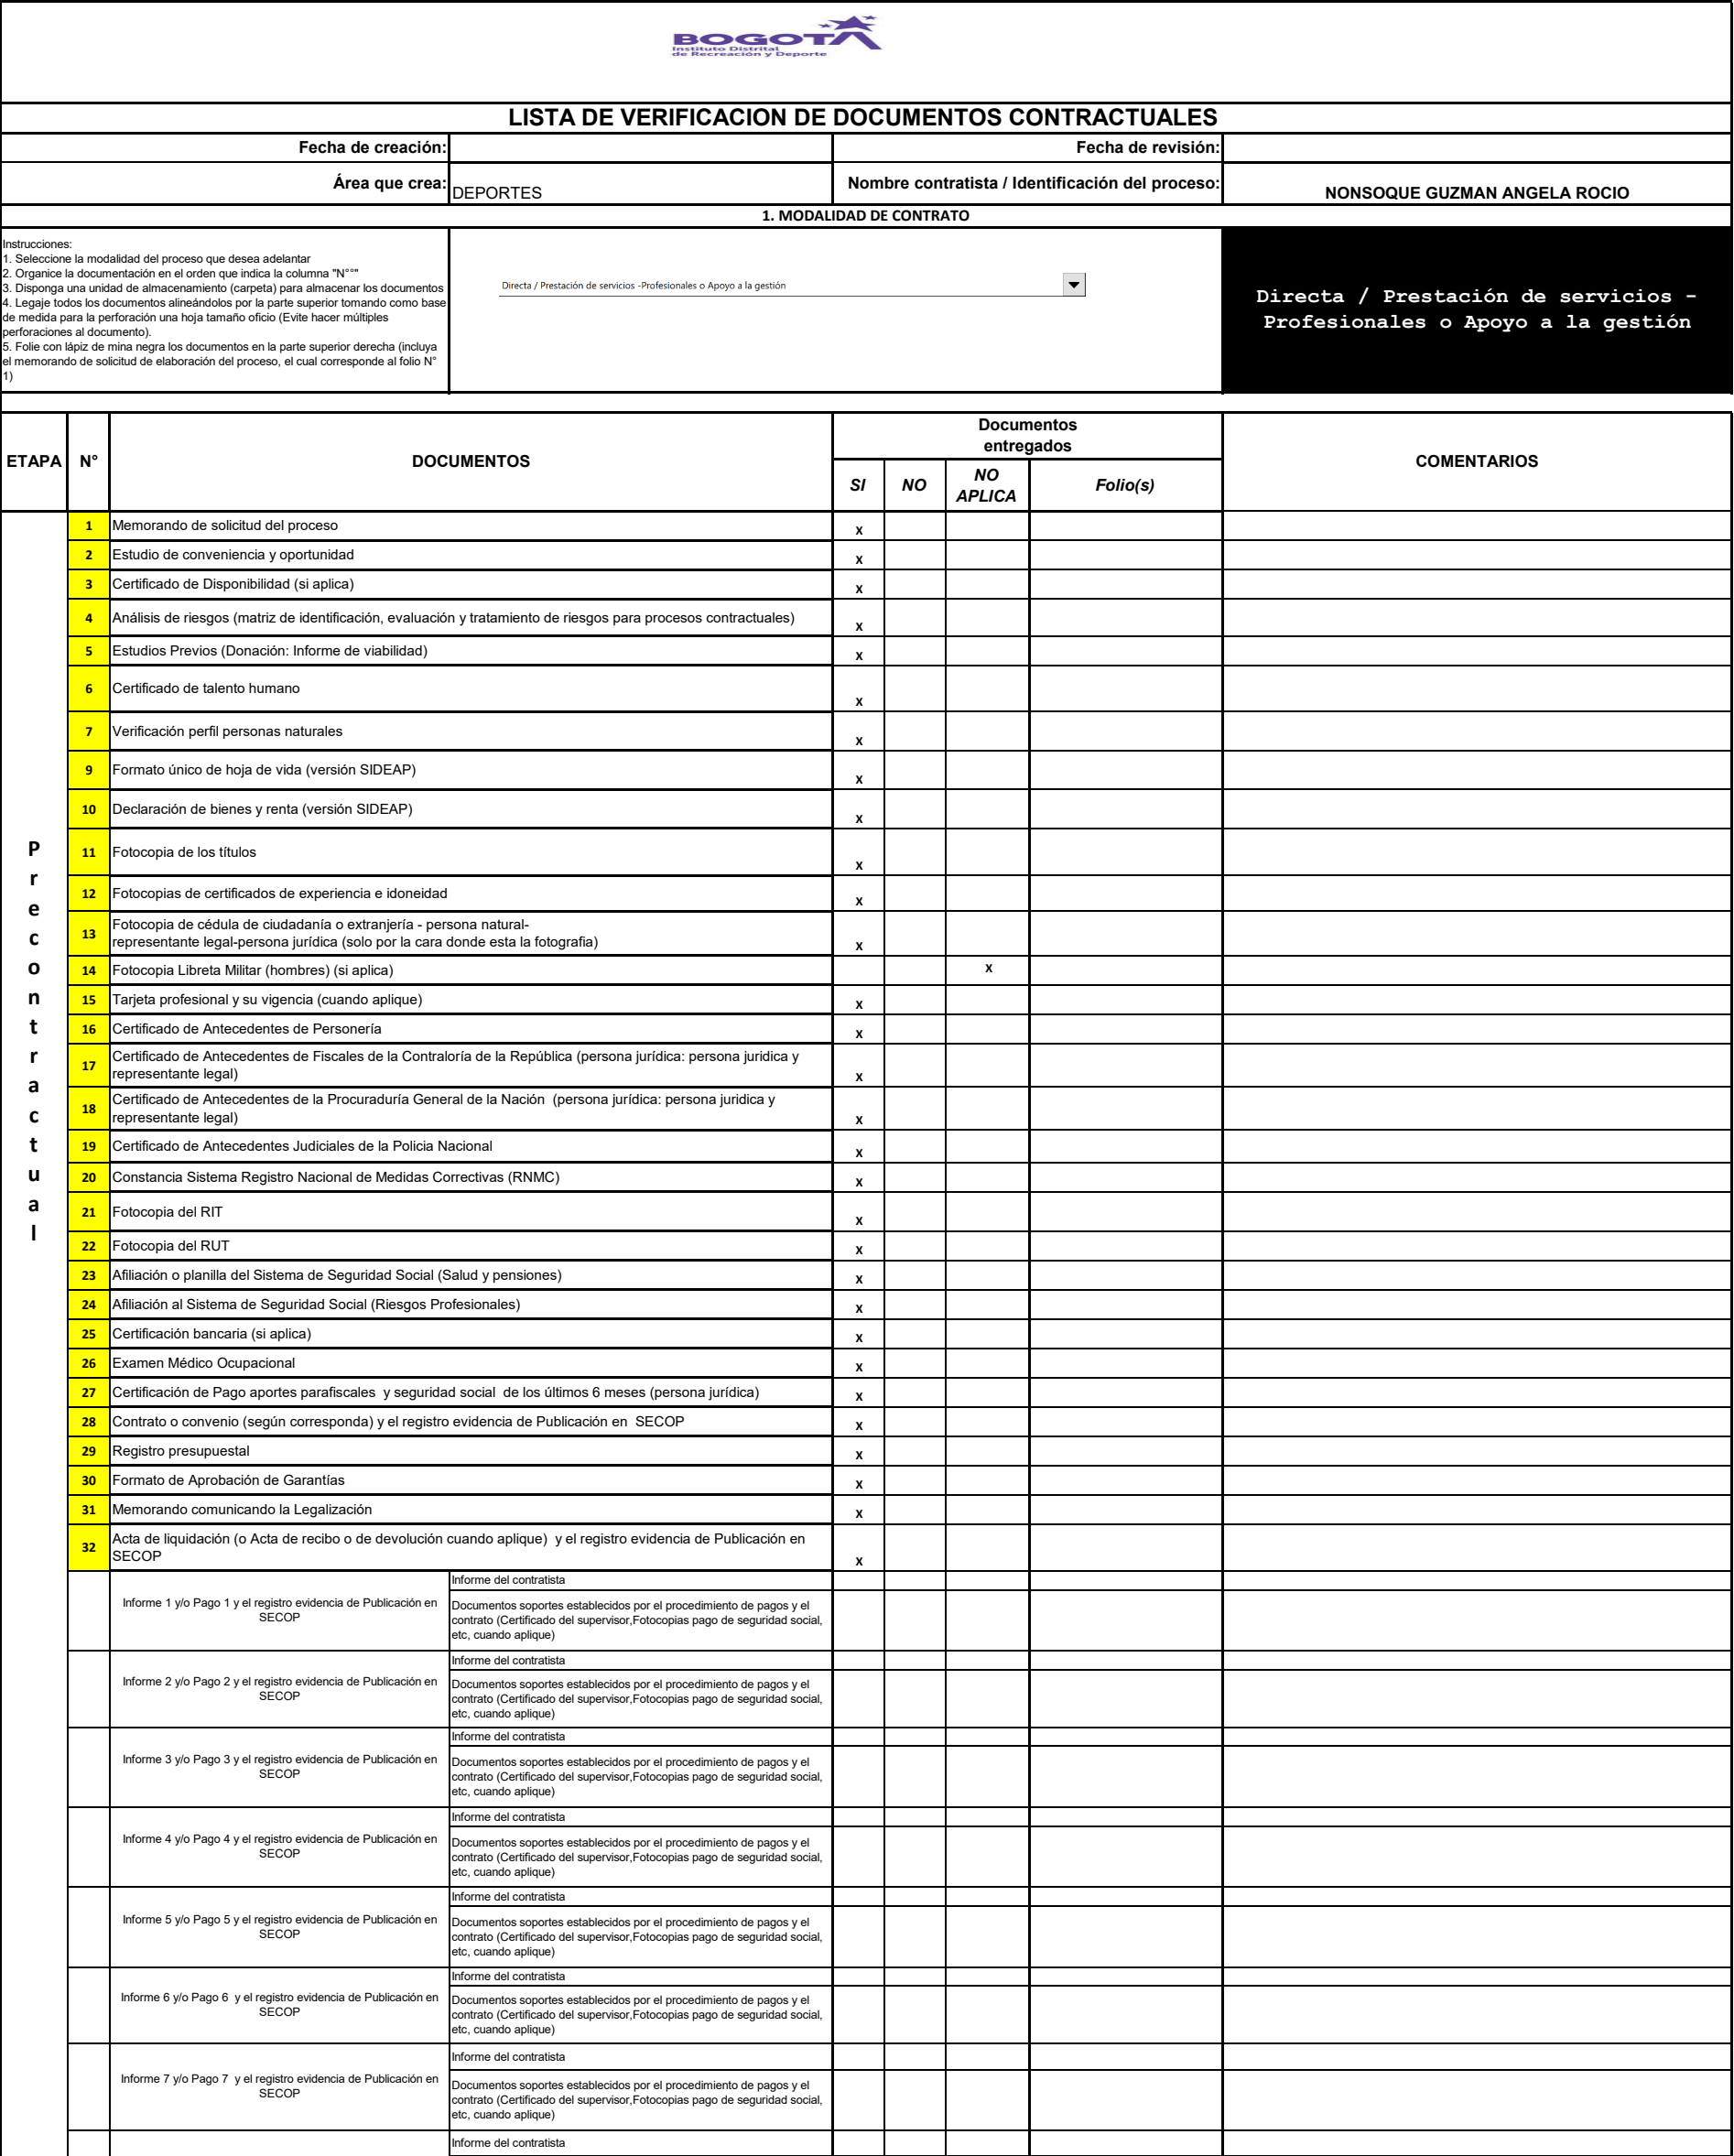 BOGOTA
Instituto Distrital
de Recreación y Deporte
LISTA DE VERIFICACION DE DOCUMENTOS CONTRACTUALES
Fecha de creación:
Fecha de revisión:
Área que crea:
DEPORTES
Nombre contratista / Identificación del proceso:
NONSOQUE GUZMAN ANGELA ROCIO
1. MODALIDAD DE CONTRATO
Instrucciones:
1. Seleccione la modalidad del proceso que desea adelantar
2. Organice la documentación en el orden que indica la columna "N°°"
3. Disponga una unidad de almacenamiento (carpeta) para almacenar los documentos
4. Legaje todos los documentos alineándolos por la parte superior tomando como base
de medida para la perforación una hoja tamaño oficio (Evite hacer múltiples
perforaciones al documento).
5. Folie con lápiz de mina negra los documentos en la parte superior derecha (incluya
el memorando de solicitud de elaboración del proceso, el cual corresponde al folio N°
1)
Directa / Prestación de servicios -Profesionales o Apoyo a la gestión
Directa / Prestación de servicios -
Profesionales o Apoyo a la gestión
ETAPA
N°
DOCUMENTOS
Documentos
entregados
SI
NO
NO
APLICA
Folio(s)
COMENTARIOS
Precontractual
1 Memorando de solicitud del proceso x
2 Estudio de conveniencia y oportunidad x
3 Certificado de Disponibilidad (si aplica) x
4 Análisis de riesgos (matriz de identificación, evaluación y tratamiento de riesgos para procesos contractuales) x
5 Estudios Previos (Donación: Informe de viabilidad) x
6 Certificado de talento humano x
7 Verificación perfil personas naturales x
9 Formato único de hoja de vida (versión SIDEAP) x
10 Declaración de bienes y renta (versión SIDEAP) x
11 Fotocopia de los títulos x
12 Fotocopias de certificados de experiencia e idoneidad x
13 Fotocopia de cédula de ciudadanía o extranjería - persona natural-
representante legal-persona jurídica (solo por la cara donde esta la fotografia) x
14 Fotocopia Libreta Militar (hombres) (si aplica) x
15 Tarjeta profesional y su vigencia (cuando aplique) x
16 Certificado de Antecedentes de Personería x
17 Certificado de Antecedentes de Fiscales de la Contraloría de la República (persona jurídica: persona juridica y
representante legal) x
18 Certificado de Antecedentes de la Procuraduría General de la Nación (persona jurídica: persona juridica y
representante legal) x
19 Certificado de Antecedentes Judiciales de la Policia Nacional x
20 Constancia Sistema Registro Nacional de Medidas Correctivas (RNMC) x
21 Fotocopia del RIT x
22 Fotocopia del RUT x
23 Afiliación o planilla del Sistema de Seguridad Social (Salud y pensiones) x
24 Afiliación al Sistema de Seguridad Social (Riesgos Profesionales) x
25 Certificación bancaria (si aplica) x
26 Examen Médico Ocupacional x
27 Certificación de Pago aportes parafiscales y seguridad social de los últimos 6 meses (persona jurídica) x
28 Contrato o convenio (según corresponda) y el registro evidencia de Publicación en SECOP x
29 Registro presupuestal x
30 Formato de Aprobación de Garantías x
31 Memorando comunicando la Legalización x
32 Acta de liquidación (o Acta de recibo o de devolución cuando aplique) y el registro evidencia de Publicación en
SECOP x
Informe 1 y/o Pago 1 y el registro evidencia de Publicación en
SECOP
Informe del contratista
Documentos soportes establecidos por el procedimiento de pagos y el
contrato (Certificado del supervisor,Fotocopias pago de seguridad social,
etc, cuando aplique)
Informe 2 y/o Pago 2 y el registro evidencia de Publicación en
SECOP
Informe del contratista
Documentos soportes establecidos por el procedimiento de pagos y el
contrato (Certificado del supervisor,Fotocopias pago de seguridad social,
etc, cuando aplique)
Informe 3 y/o Pago 3 y el registro evidencia de Publicación en
SECOP
Informe del contratista
Documentos soportes establecidos por el procedimiento de pagos y el
contrato (Certificado del supervisor,Fotocopias pago de seguridad social,
etc, cuando aplique)
Informe 4 y/o Pago 4 y el registro evidencia de Publicación en
SECOP
Informe del contratista
Documentos soportes establecidos por el procedimiento de pagos y el
contrato (Certificado del supervisor,Fotocopias pago de seguridad social,
etc, cuando aplique)
Informe 5 y/o Pago 5 y el registro evidencia de Publicación en
SECOP
Informe del contratista
Documentos soportes establecidos por el procedimiento de pagos y el
contrato (Certificado del supervisor,Fotocopias pago de seguridad social,
etc, cuando aplique)
Informe 6 y/o Pago 6 y el registro evidencia de Publicación en
SECOP
Informe del contratista
Documentos soportes establecidos por el procedimiento de pagos y el
contrato (Certificado del supervisor,Fotocopias pago de seguridad social,
etc, cuando aplique)
Informe 7 y/o Pago 7 y el registro evidencia de Publicación en
SECOP
Informe del contratista
Documentos soportes establecidos por el procedimiento de pagos y el
contrato (Certificado del supervisor,Fotocopias pago de seguridad social,
etc, cuando aplique)
Informe del contratista